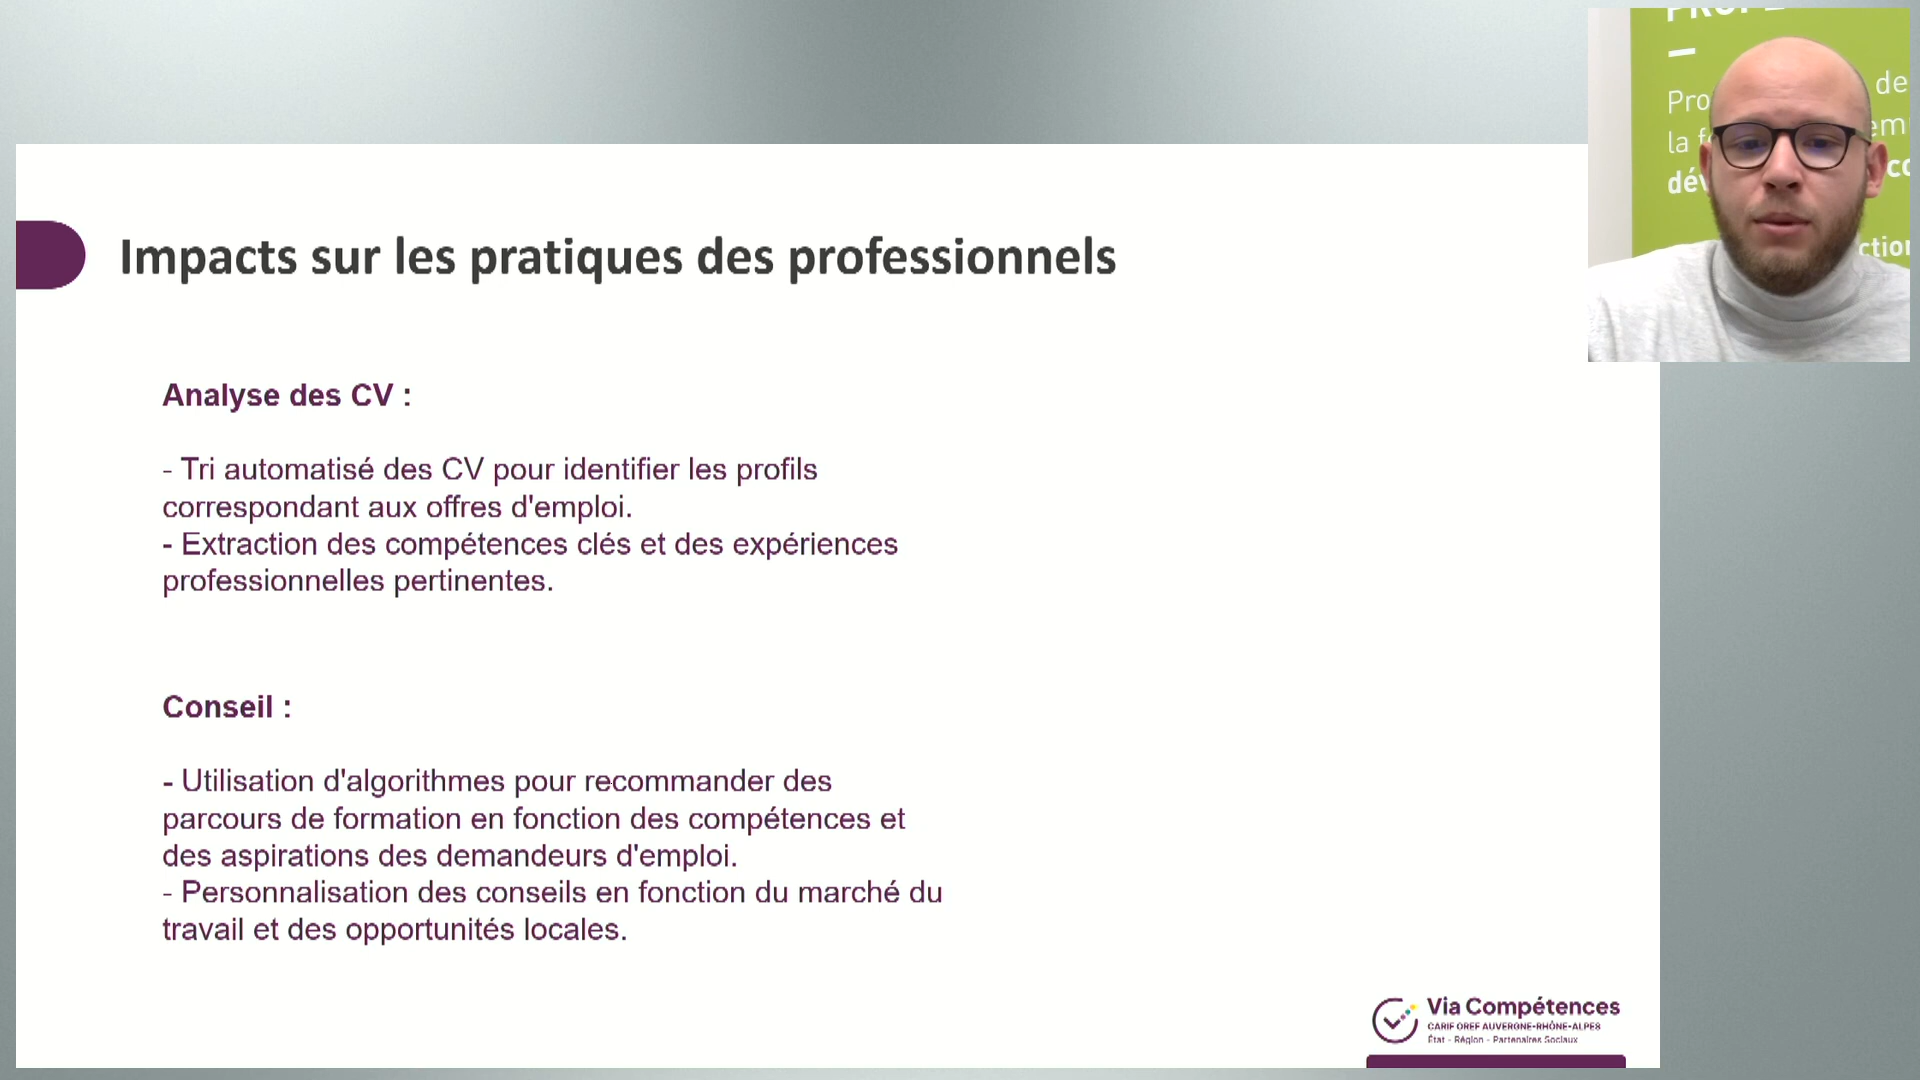 Impacts sur les pratiques des professionnels
Analyse des CV :
- Tri automatisé des CV pour identifier les profils
correspondant aux offres d'emploi.
- Extraction des compétences clés et des expériences
professionnelles pertinentes.
Conseil :
- Utilisation d'algorithmes pour recommander des
parcours de formation en fonction des compétences et
des aspirations des demandeurs d'emploi.
- Personnalisation des conseils en fonction du marché du
travail et des opportunités locales.
Via Compétences
CARIF OREF AUVERGNE-RHÔNE-ALPES
État - Région - Partenaires Sociaux
Pro de
la